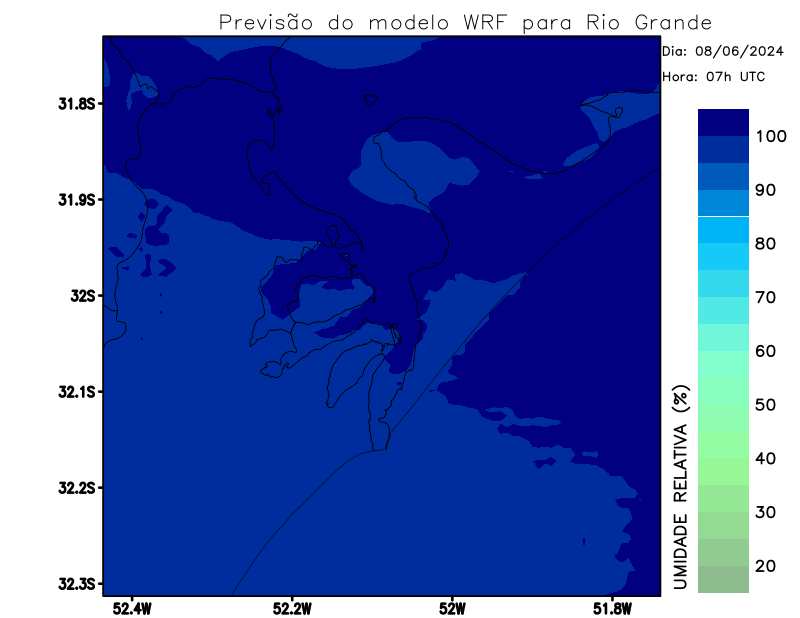 Previsão do modelo WRF para Rio Grande
Dia: 08/06/2024
Hora: 07h UTC
31.8S
31.9S
32S
32.1S
32.2S
32.3S
52.4W
52.2W
52W
51.8W
100
90
80
70
60
50
40
30
20
UMIDADE RELATIVA (%)